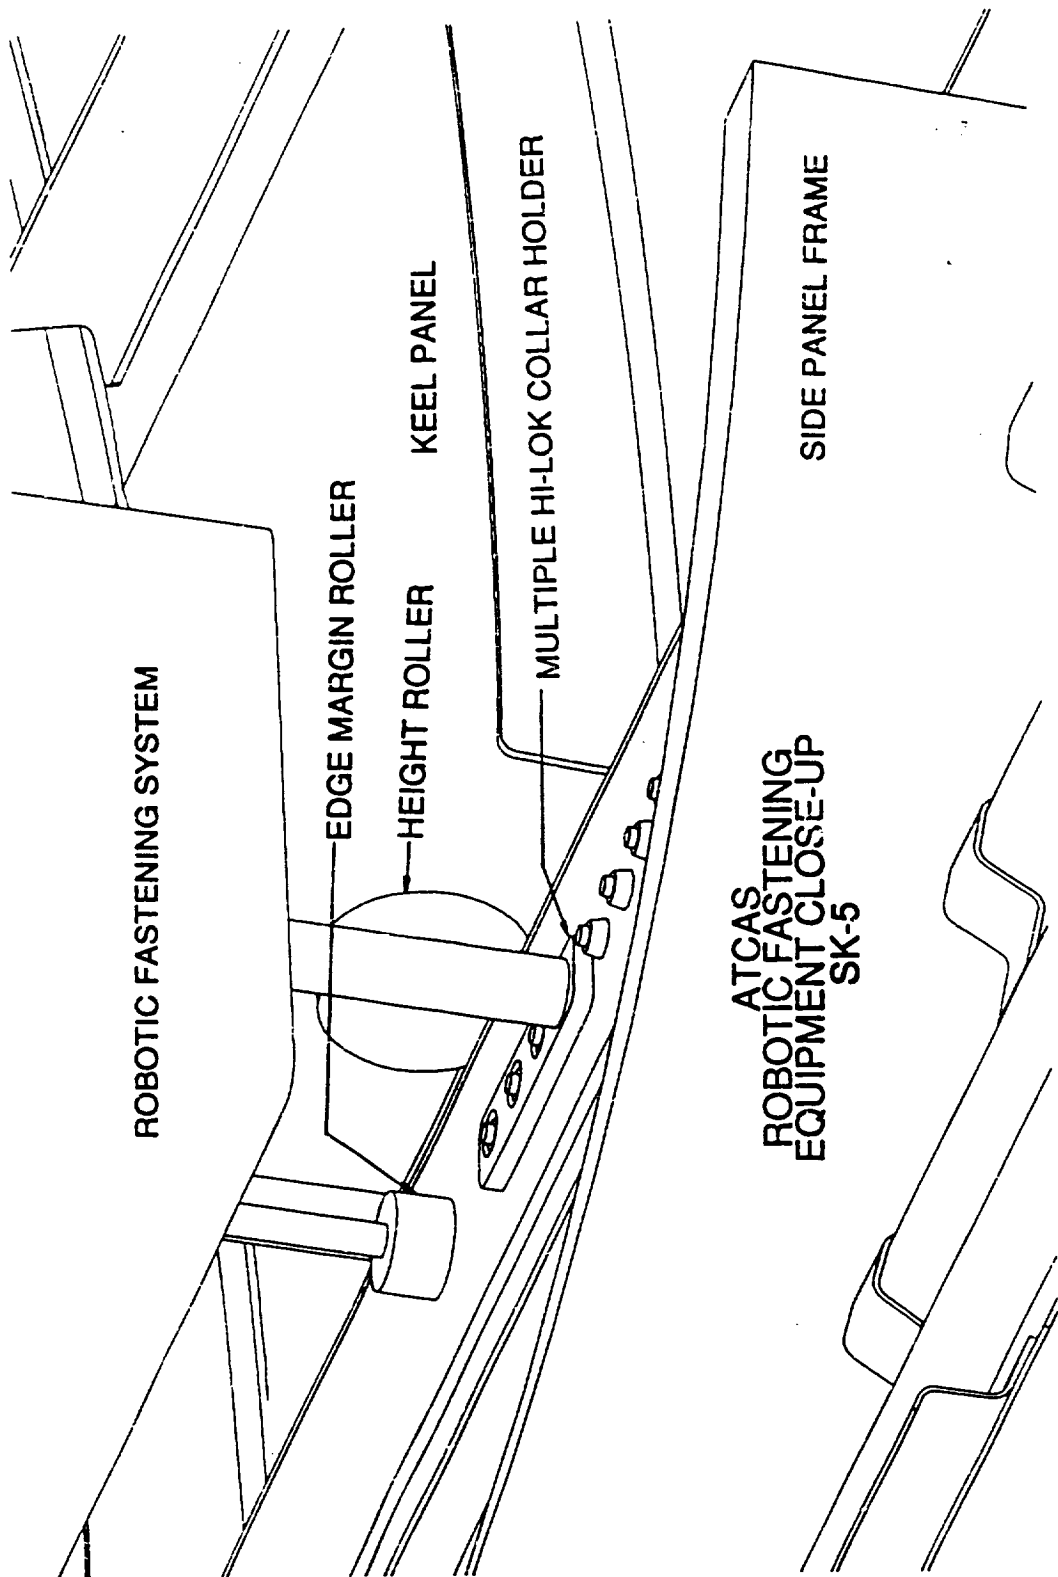 ROBOTIC FASTENING SYSTEM
EDGE MARGIN ROLLER
HEIGHT ROLLER
KEEL PANEL
MULTIPLE HI-LOK COLLAR HOLDER
ATCAS
ROBOTIC FASTENING
EQUIPMENT CLOSE-UP
SK-5
SIDE PANEL FRAME